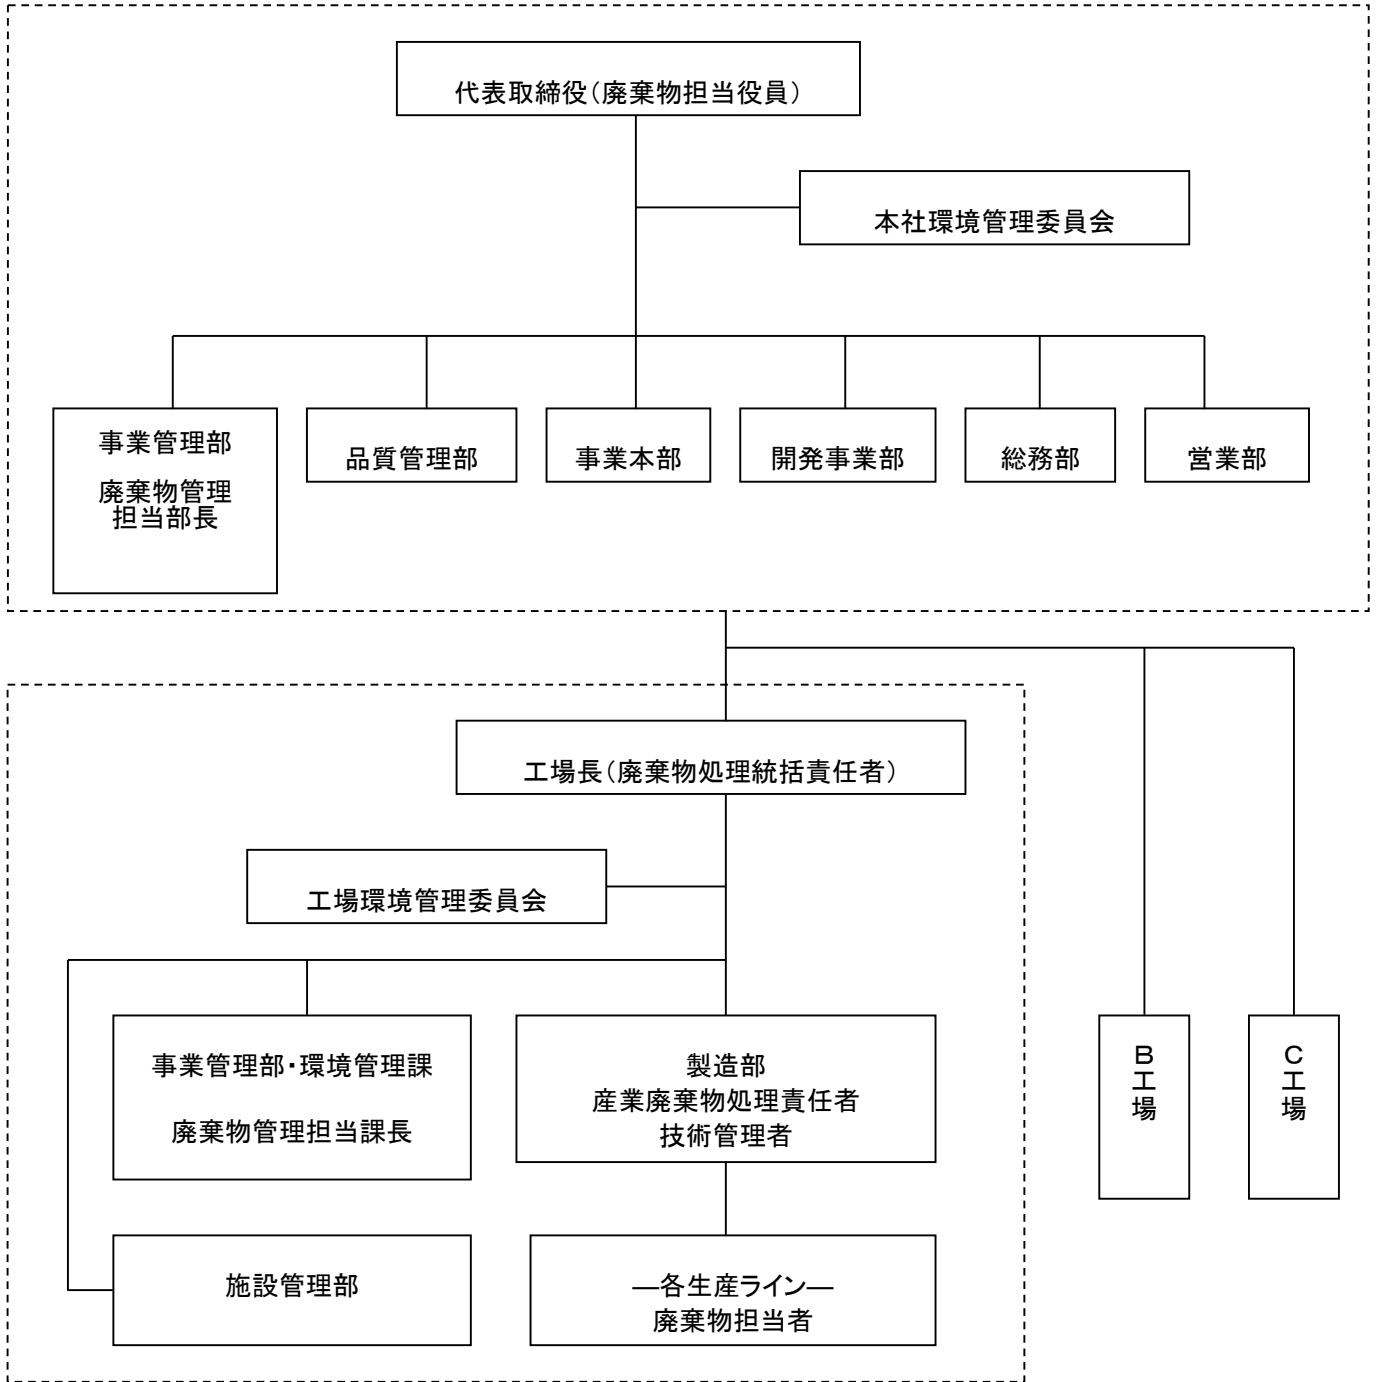 代表取締役（廃棄物担当役員）
本社環境管理委員会
事業管理部
廃棄物管理
担当部長
品質管理部
事業本部
開発事業部
総務部
営業部
工場長（廃棄物処理統括責任者）
工場環境管理委員会
事業管理部・環境管理課
廃棄物管理担当課長
製造部
産業廃棄物処理責任者
技術管理者
施設管理部
―各生産ライン―
廃棄物担当者
Ｂ工場
Ｃ工場